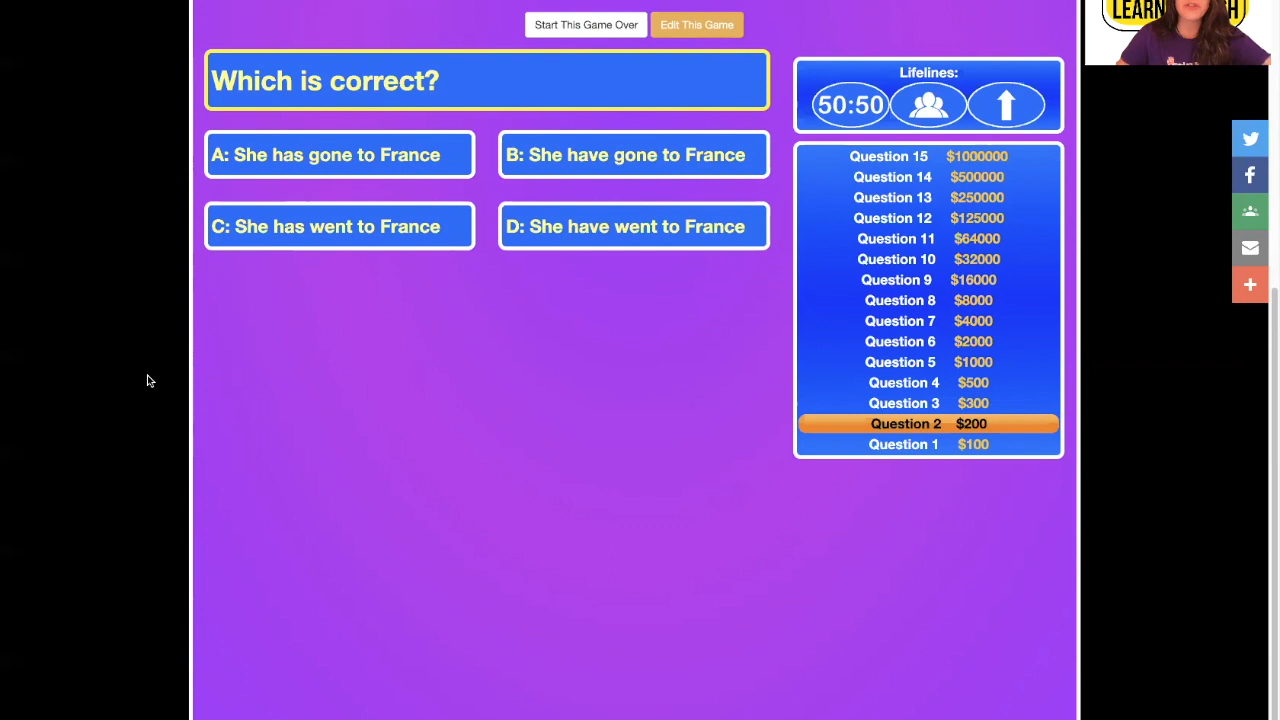 LEARN
H
Start This Game Over
Edit This Game
Which is correct?
Lifelines:
50:50
A: She has gone to France
B: She have gone to France
C: She has went to France
D: She have went to France
Question 15 $1000000
Question 14 $500000
Question 13 $250000
Question 12 $125000
Question 11 $64000
Question 10 $32000
Question 9 $16000
Question 8 $8000
Question 7 $4000
Question 6 $2000
Question 5 $1000
Question 4 $500
Question 3 $300
Question 2 $200
Question 1 $100